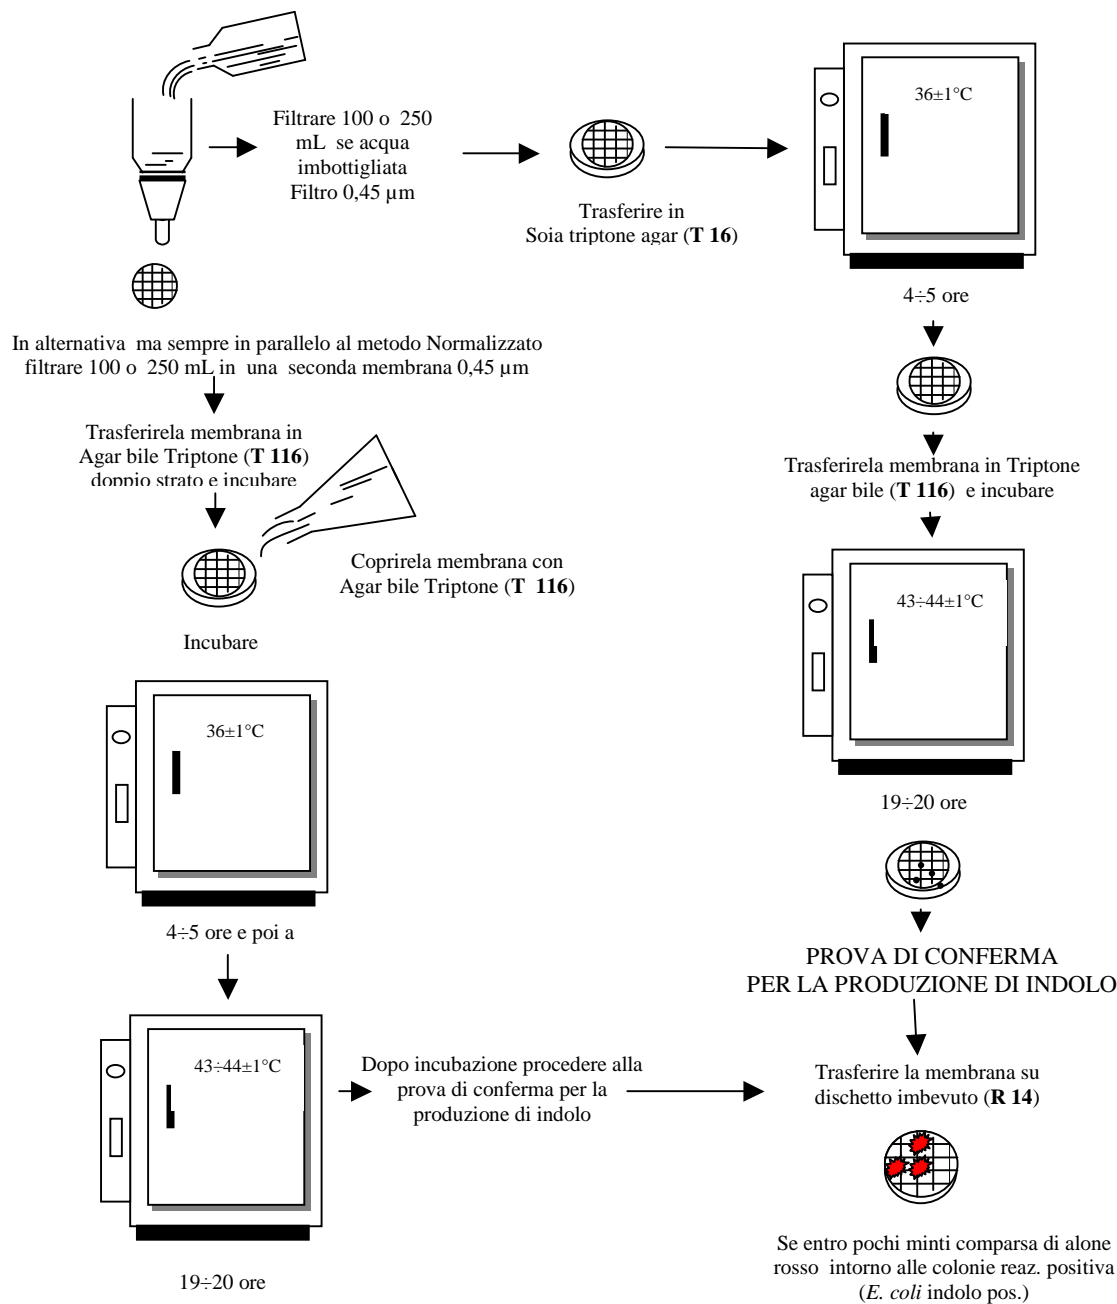 Filtrare 100 o 250
mL se acqua
imbottigliata
Filtro 0,45 µm
Trasferire in
Soia triptone agar (T 16)
36±1°C
4÷5 ore
Trasferirela membrana in Triptone
agar bile (T 116) e incubare
43÷44±1°C
19÷20 ore
PROVA DI CONFERMA
PER LA PRODUZIONE DI INDOLO
Trasferire la membrana su
dischetto imbevuto (R 14)
Se entro pochi minti comparsa di alone
rosso intorno alle colonie reaz. positiva
(E. coli indolo pos.)
In alternativa ma sempre in parallelo al metodo Normalizzato
filtrare 100 o 250 mL in una seconda membrana 0,45 µm
Trasferirela membrana in
Agar bile Triptone (T 116)
doppio strato e incubare
Coprirela membrana con
Agar bile Triptone (T 116)
Incubare
36±1°C
4÷5 ore e poi a
43÷44±1°C
19÷20 ore
Dopo incubazione procedere alla
prova di conferma per la
produzione di indolo